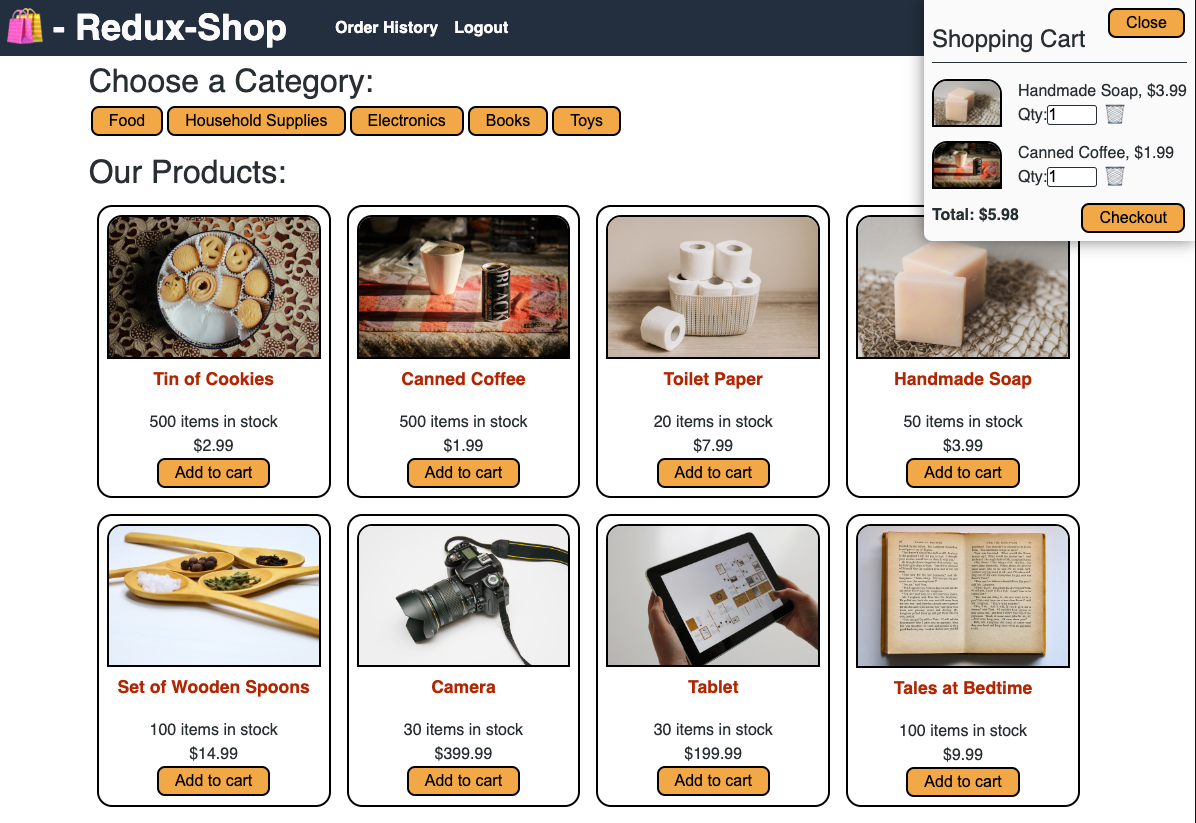 - Redux-Shop
Order History Logout
Close
Shopping Cart
Handmade Soap, $3.99
Qty:1
Canned Coffee, $1.99
Qty:1
Total: $5.98
Checkout
Choose a Category:
Food Household Supplies Electronics Books Toys
Our Products:
BLACK
Tin of Cookies
500 items in stock
$2.99
Add to cart
Canned Coffee
500 items in stock
$1.99
Add to cart
Toilet Paper
20 items in stock
$7.99
Add to cart
Handmade Soap
50 items in stock
$3.99
Add to cart
Set of Wooden Spoons
100 items in stock
$14.99
Add to cart
Camera
30 items in stock
$399.99
Add to cart
Tablet
30 items in stock
$199.99
Add to cart
Tales at Bedtime
100 items in stock
$9.99
Add to cart